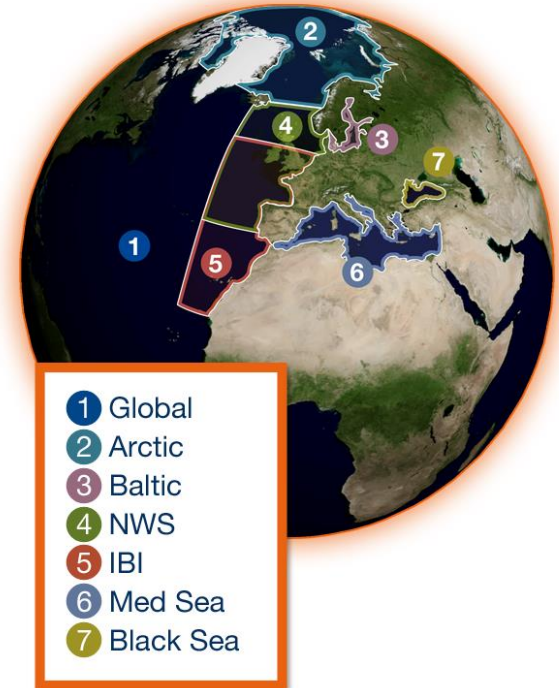 2
4
3
7
1
5
6
1 Global
2 Arctic
3 Baltic
4 NWS
5 IBI
6 Med Sea
7 Black Sea